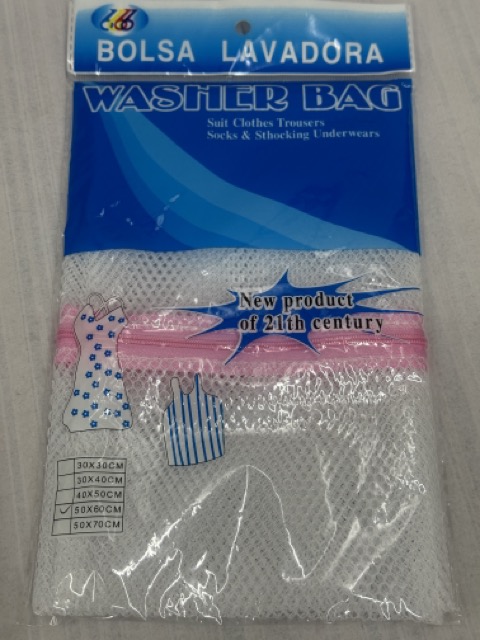 666
BOLSA LAVADORA
WASHER BAG
Suit Clothes Trousers
Socks & Sthocking Underwears
New product
of 21th century
30X30CM
30X40CM
40X50CM
✓ 50X60CM
50X70CM